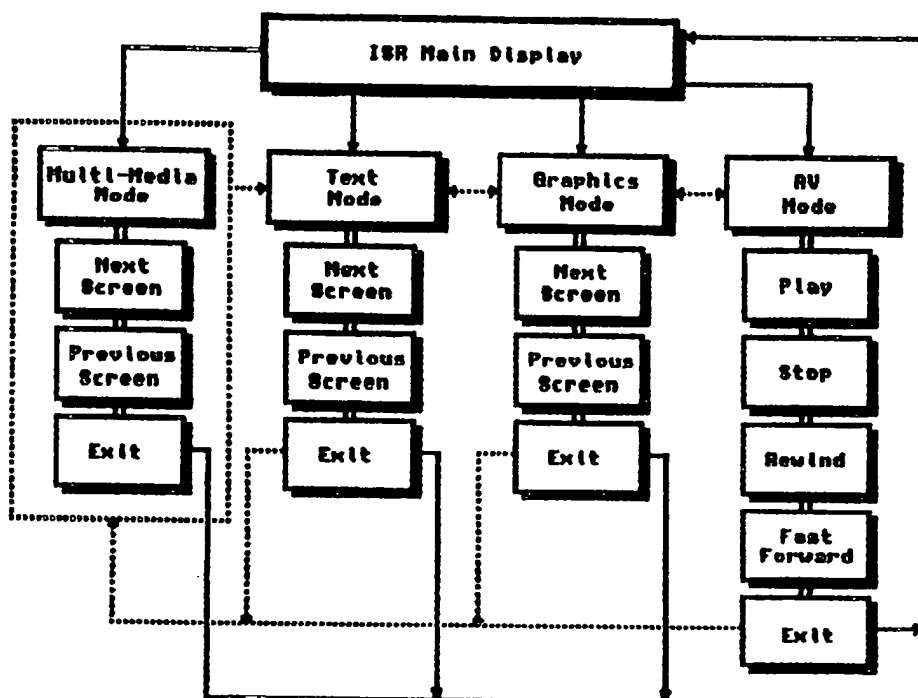 ISR Main Display
Multi-Media
Mode
Next
Screen
Previous
Screen
Exit
Text
Mode
Next
Screen
Previous
Screen
Exit
Graphics
Mode
Next
Screen
Previous
Screen
Exit
AV
Mode
Play
Stop
Rewind
Fast
Forward
Exit